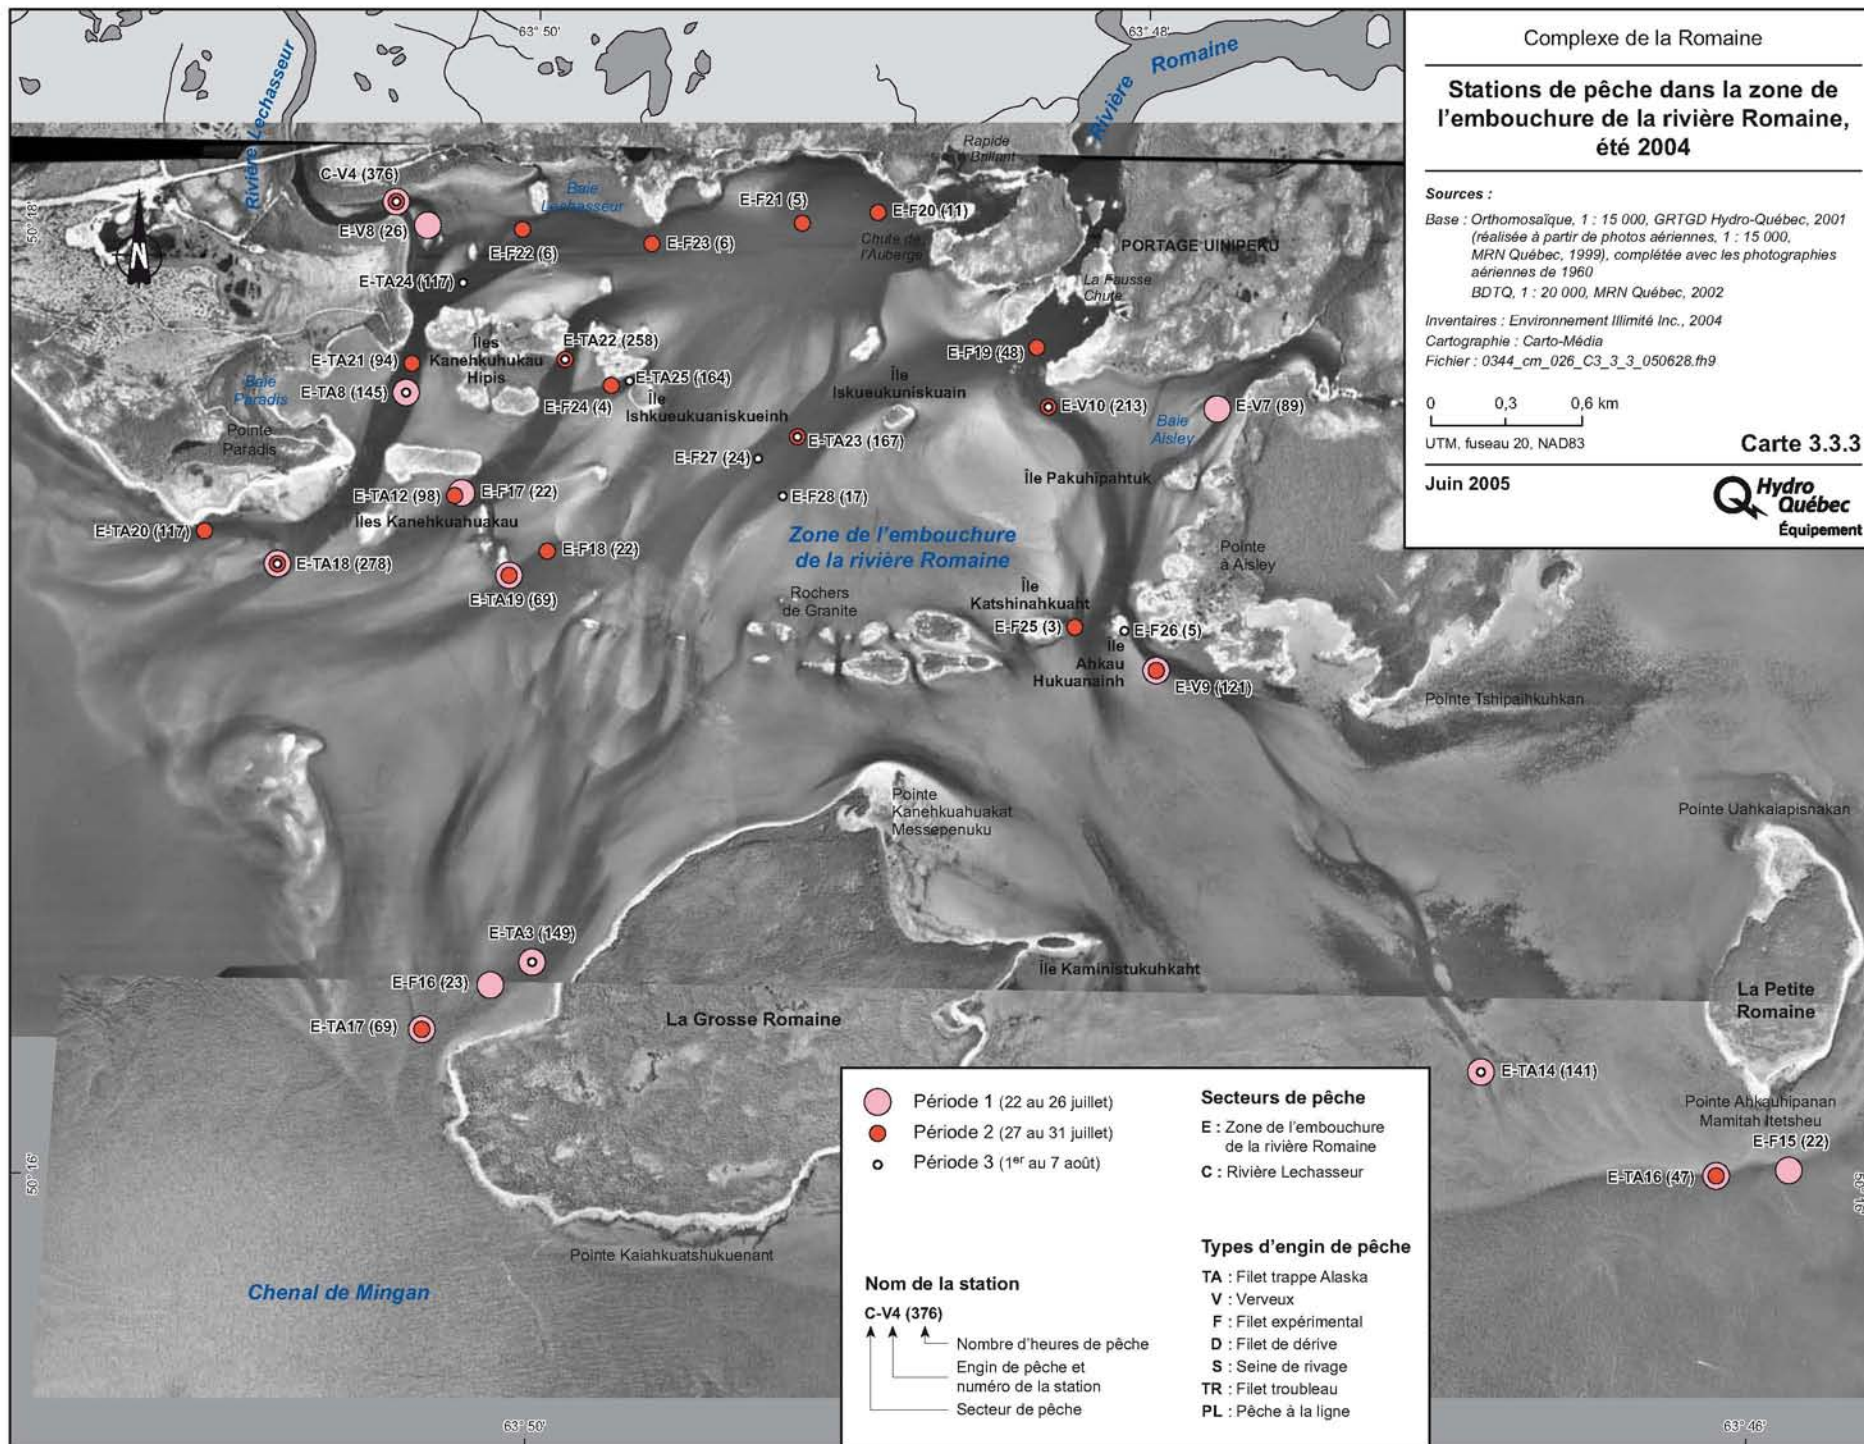 63° 50'
63° 48'
Rivière Lechasseur
Rivière Romaine
Complexe de la Romaine
Stations de pêche dans la zone de
l'embouchure de la rivière Romaine,
été 2004
Sources :
Base : Orthomosaïque, 1 : 15 000, GRTGD Hydro-Québec, 2001
(réalisée à partir de photos aériennes, 1 : 15 000,
MRN Québec, 1999), complétée avec les photographies
aériennes de 1960
BDTQ, 1 : 20 000, MRN Québec, 2002
Inventaires : Environnement Illimité Inc., 2004
Cartographie : Carto-Média
Fichier : 0344_cm_026_C3_3_3_050628.fh9
0 0,3 0,6 km
UTM, fuseau 20, NAD83
Carte 3.3.3
Juin 2005
Hydro
Québec
Équipement
50° 18'
N
Rapide
Brillant
C-V4 (376)
Baie
Lechasseur
E-F21 (5)
E-F20 (11)
E-V8 (26)
E-F22 (6)
E-F23 (6)
Chute de
l'Auberge
PORTAGE UINIPEKU
E-TA24 (117)
La Fausse
Chute
E-TA22 (258)
Îles
Kanehkuhukau
Hipis
E-F19 (48)
E-TA21 (94)
E-TA25 (164)
Baie
Paradis
E-TA8 (145)
E-F24 (4)
Île
Ishkueukuaniskueinh
Île
Iskueukuniskuain
E-V10 (213)
E-V7 (89)
Baie
Aisley
Pointe
Paradis
E-TA23 (167)
E-F27 (24)
Île Pakuhipahtuk
E-TA12 (98)
E-F17 (22)
E-F28 (17)
Îles Kanehkuahuakau
E-TA20 (117)
Zone de l'embouchure
de la rivière Romaine
E-F18 (22)
Pointe
à Aisley
E-TA18 (278)
E-TA19 (69)
Rochers
de Granite
Île
Katshinahkuaht
E-F25 (3)
E-F26 (5)
Île
Ahkau
Hukuanainh
E-V9 (121)
Pointe Tshipaihkuhkan
Pointe
Kanehkuahuakat
Messepenuku
Pointe Uahkaiapisnakan
E-TA3 (149)
E-F16 (23)
Île Kaministukuhkaht
E-TA17 (69)
La Grosse Romaine
La Petite
Romaine
E-TA14 (141)
Pointe Ahkauhipanan
Mamitah Itetsheu
E-F15 (22)
E-TA16 (47)
50° 16'
50° 16'
Pointe Kaiahkuatshukuenant
Chenal de Mingan
Période 1 (22 au 26 juillet)
Période 2 (27 au 31 juillet)
Période 3 (1er au 7 août)
Nom de la station
C-V4 (376)
Nombre d'heures de pêche
Engin de pêche et
numéro de la station
Secteur de pêche
Secteurs de pêche
E : Zone de l'embouchure
de la rivière Romaine
C : Rivière Lechasseur
Types d'engin de pêche
TA : Filet trappe Alaska
V : Verveux
F : Filet expérimental
D : Filet de dérive
S : Seine de rivage
TR : Filet troubleau
PL : Pêche à la ligne
63° 50'
63° 46'